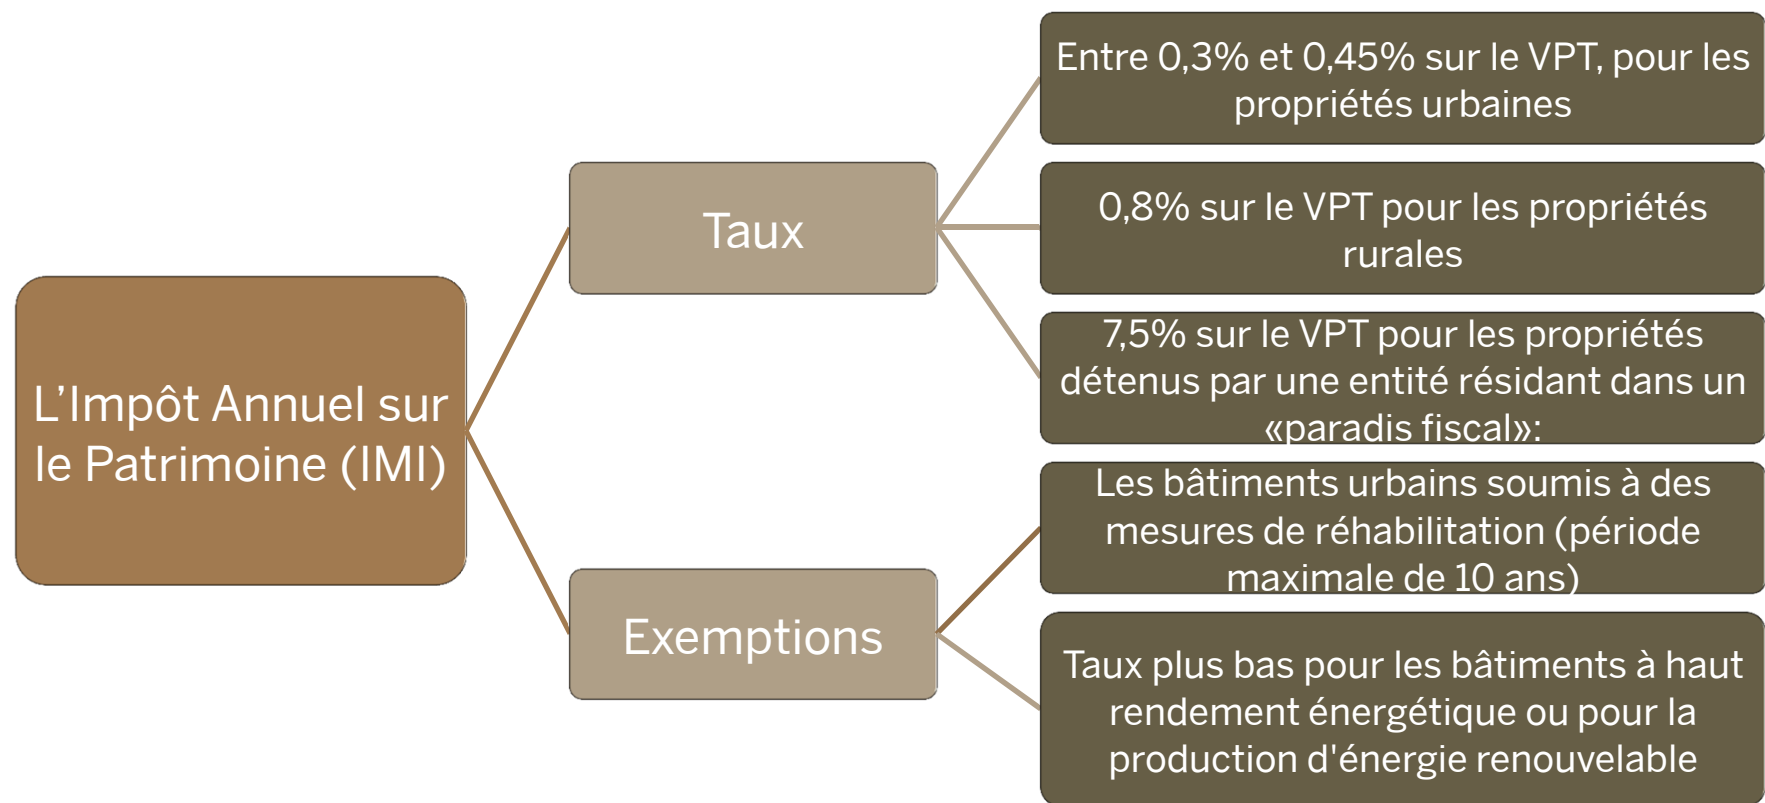 L’Impôt Annuel sur
le Patrimoine (IMI)
Taux
Entre 0,3% et 0,45% sur le VPT, pour les
propriétés urbaines
0,8% sur le VPT pour les propriétés
rurales
7,5% sur le VPT pour les propriétés
détenus par une entité résidant dans un
«paradis fiscal»:
Exemptions
Les bâtiments urbains soumis à des
mesures de réhabilitation (période
maximale de 10 ans)
Taux plus bas pour les bâtiments à haut
rendement énergétique ou pour la
production d'énergie renouvelable